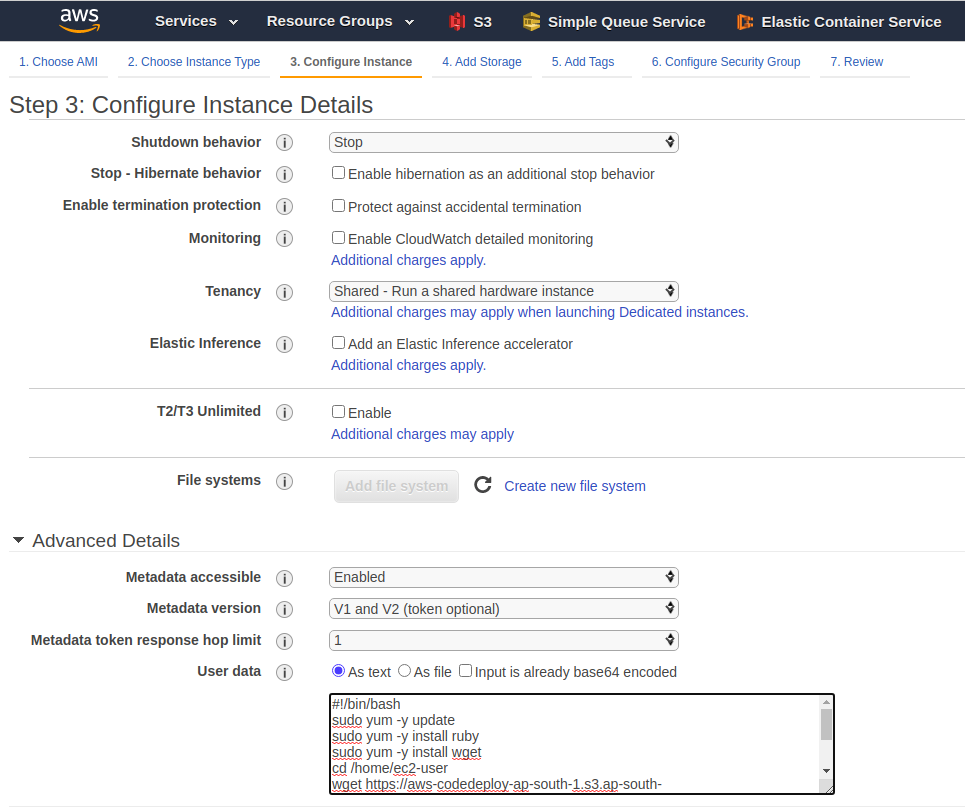 aws Services Resource Groups S3 Simple Queue Service Elastic Container Service
1. Choose AMI 2. Choose Instance Type 3. Configure Instance 4. Add Storage 5. Add Tags 6. Configure Security Group 7. Review
Step 3: Configure Instance Details
Shutdown behavior i Stop
Stop - Hibernate behavior i Enable hibernation as an additional stop behavior
Enable termination protection i Protect against accidental termination
Monitoring i Enable CloudWatch detailed monitoring
Additional charges apply.
Tenancy i Shared - Run a shared hardware instance
Additional charges may apply when launching Dedicated instances.
Elastic Inference i Add an Elastic Inference accelerator
Additional charges apply.
T2/T3 Unlimited i Enable
Additional charges may apply
File systems i Add file system Create new file system
Advanced Details
Metadata accessible i Enabled
Metadata version i V1 and V2 (token optional)
Metadata token response hop limit i 1
User data i As text As file Input is already base64 encoded
#!/bin/bash
sudo yum -y update
sudo yum -y install ruby
sudo yum -y install wget
cd /home/ec2-user
wget https://aws-codedeploy-ap-south-1.s3.ap-south-